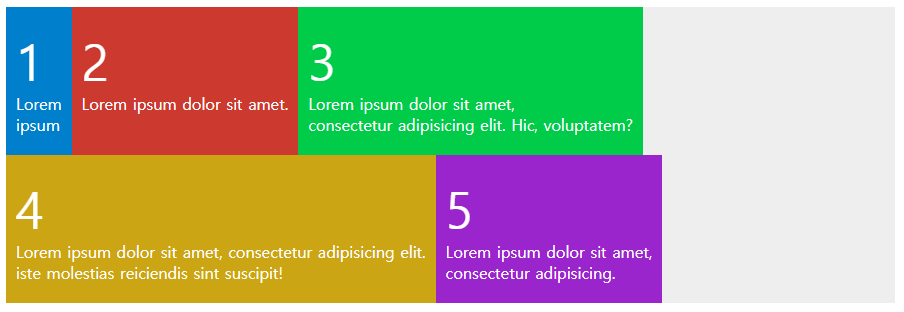 1
Lorem
ipsum
2
Lorem ipsum dolor sit amet.
3
Lorem ipsum dolor sit amet,
consectetur adipisicing elit. Hic, voluptatem?
4
Lorem ipsum dolor sit amet, consectetur adipisicing elit.
iste molestias reiciendis sint suscipit!
5
Lorem ipsum dolor sit amet,
consectetur adipisicing.